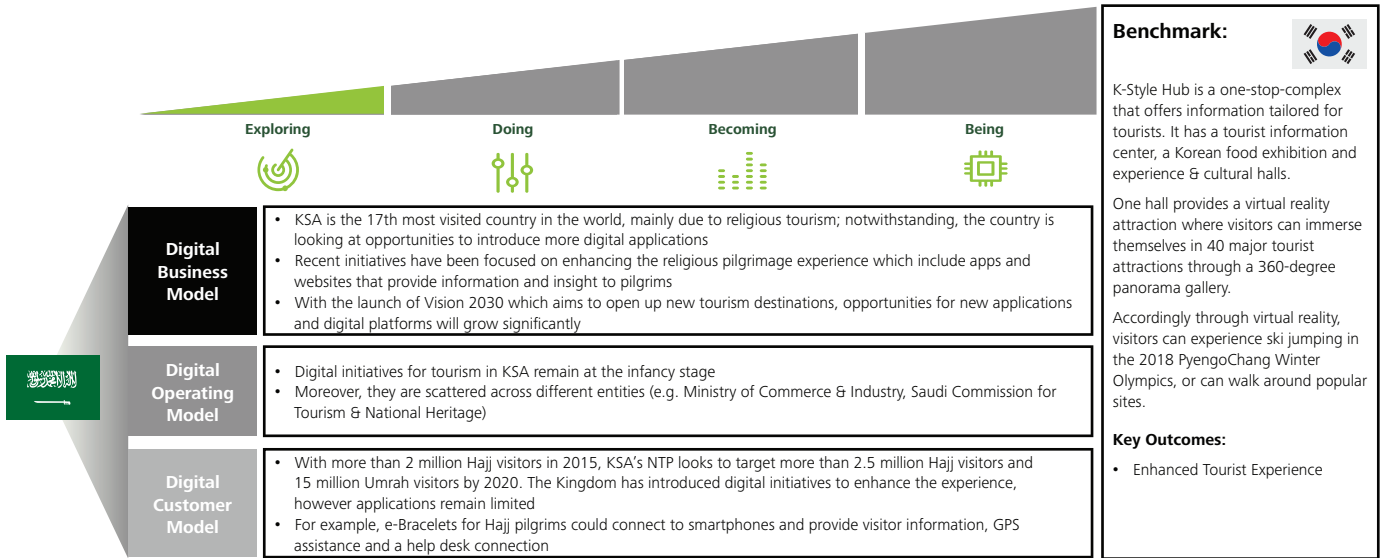 Exploring
Doing
Becoming
Being
Digital
Business
Model
• KSA is the 17th most visited country in the world, mainly due to religious tourism; notwithstanding, the country is
looking at opportunities to introduce more digital applications
• Recent initiatives have been focused on enhancing the religious pilgrimage experience which include apps and
websites that provide information and insight to pilgrims
• With the launch of Vision 2030 which aims to open up new tourism destinations, opportunities for new applications
and digital platforms will grow significantly
Digital
Operating
Model
• Digital initiatives for tourism in KSA remain at the infancy stage
• Moreover, they are scattered across different entities (e.g. Ministry of Commerce & Industry, Saudi Commission for
Tourism & National Heritage)
Digital
Customer
Model
• With more than 2 million Hajj visitors in 2015, KSA’s NTP looks to target more than 2.5 million Hajj visitors and
15 million Umrah visitors by 2020. The Kingdom has introduced digital initiatives to enhance the experience,
however applications remain limited
• For example, e-Bracelets for Hajj pilgrims could connect to smartphones and provide visitor information, GPS
assistance and a help desk connection
Benchmark:
K-Style Hub is a one-stop-complex
that offers information tailored for
tourists. It has a tourist information
center, a Korean food exhibition and
experience & cultural halls.
One hall provides a virtual reality
attraction where visitors can immerse
themselves in 40 major tourist
attractions through a 360-degree
panorama gallery.
Accordingly through virtual reality,
visitors can experience ski jumping in
the 2018 PyengoChang Winter
Olympics, or can walk around popular
sites.
Key Outcomes:
• Enhanced Tourist Experience